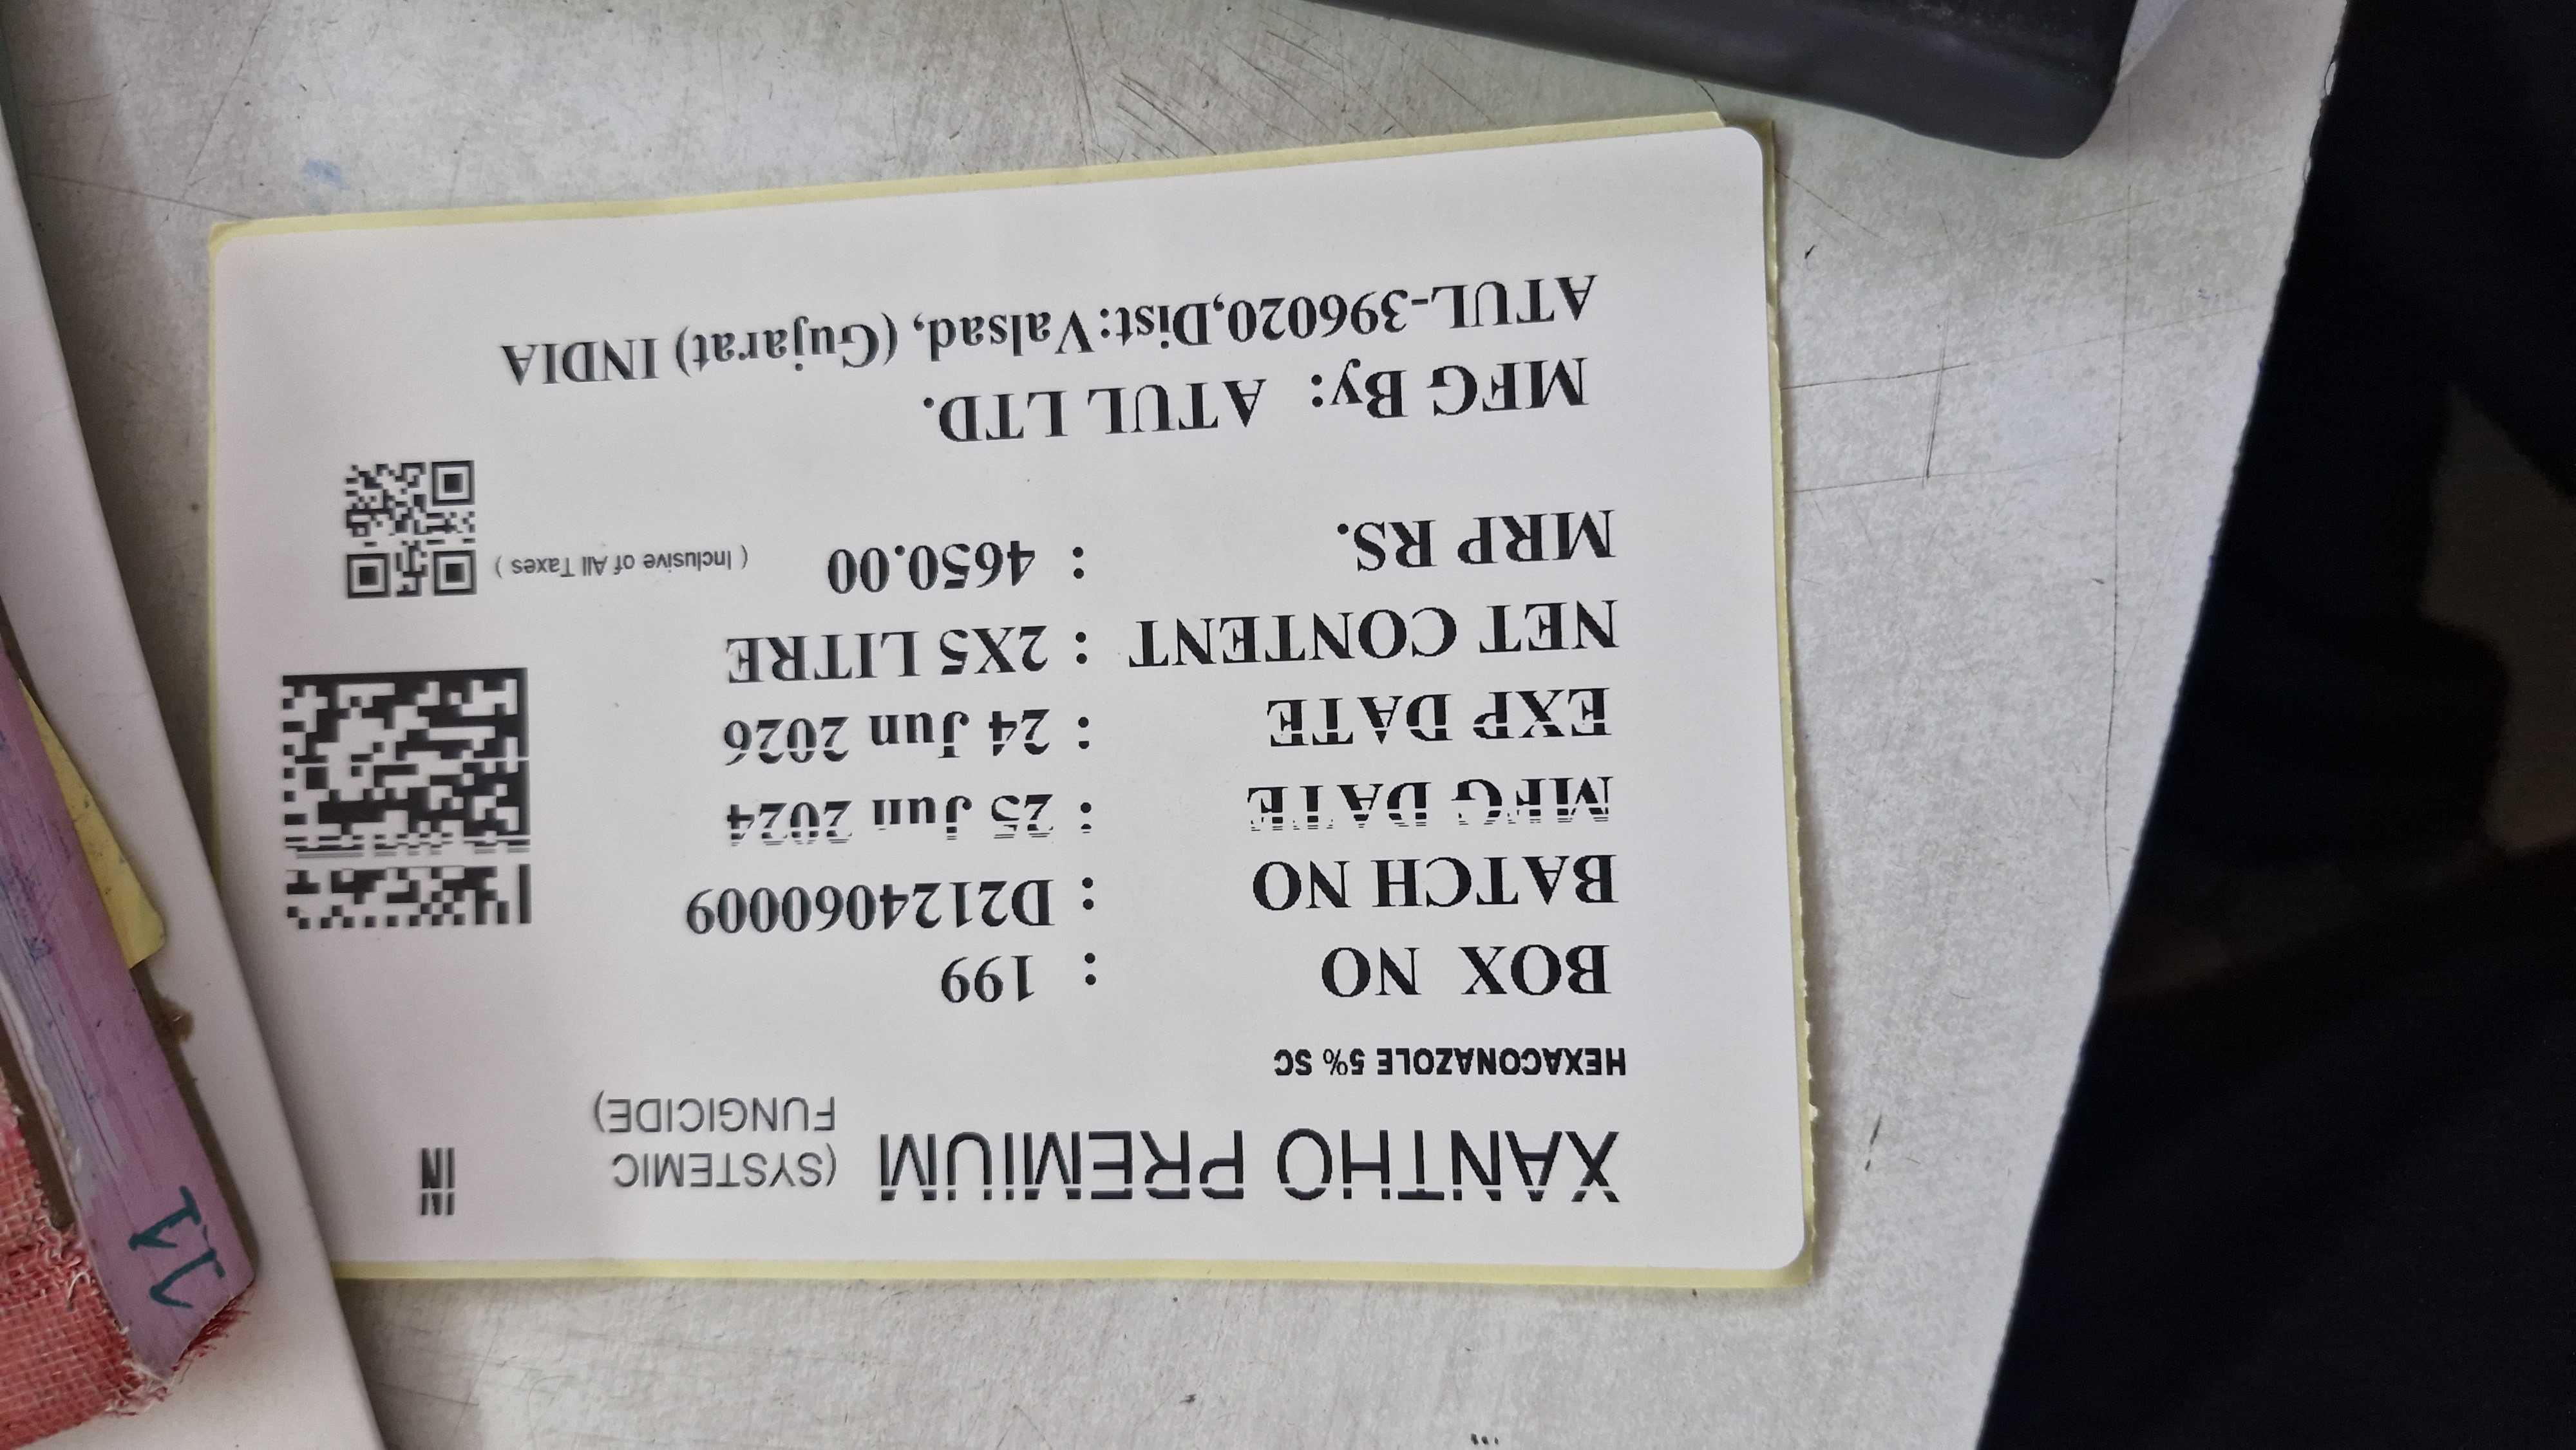 XANTHO PREMIUM (SYSTEMIC FUNGICIDE) IN
HEXACONAZOLE 5% SC
BOX NO : 199
BATCH NO : D2124060009
MFG DATE : 25 Jun 2024
EXP DATE : 24 Jun 2026
NET CONTENT : 2X5 LITRE
MRP RS. : 4650.00 ( Inclusive of All Taxes )
MFG By: ATUL LTD.
ATUL-396020,Dist:Valsad, (Gujarat) INDIA